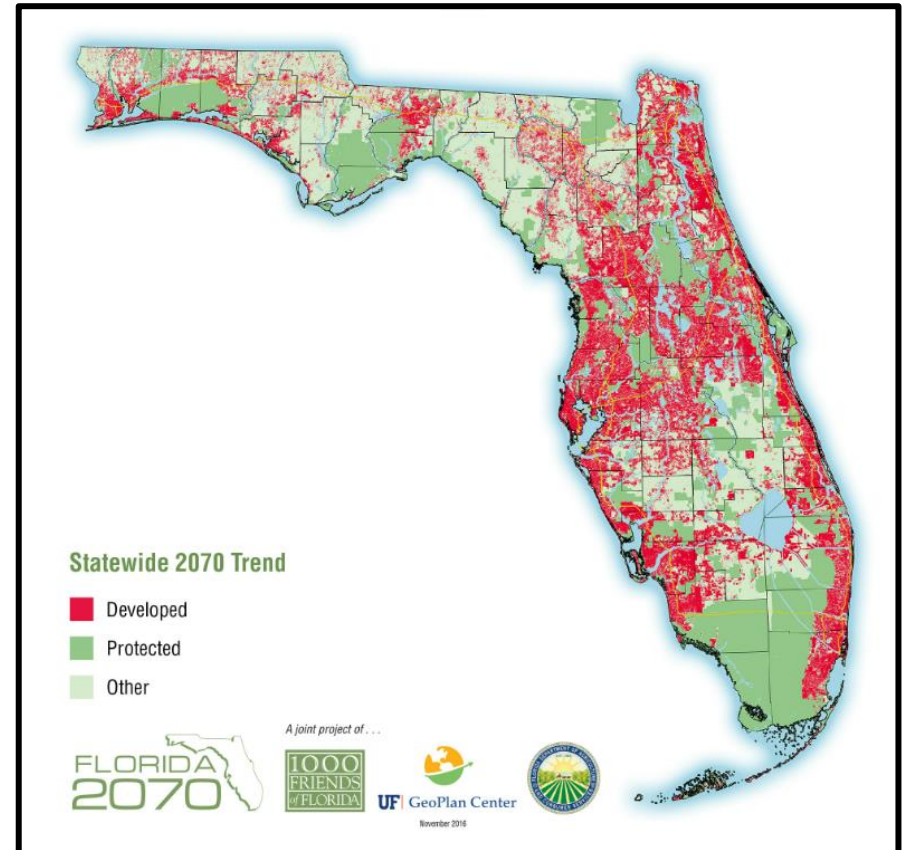 Statewide 2070 Trend
Developed
Protected
Other
FLORIDA
2070
A joint project of . . .
1000
FRIENDS
of FLORIDA
UF GeoPlan Center
November 2016